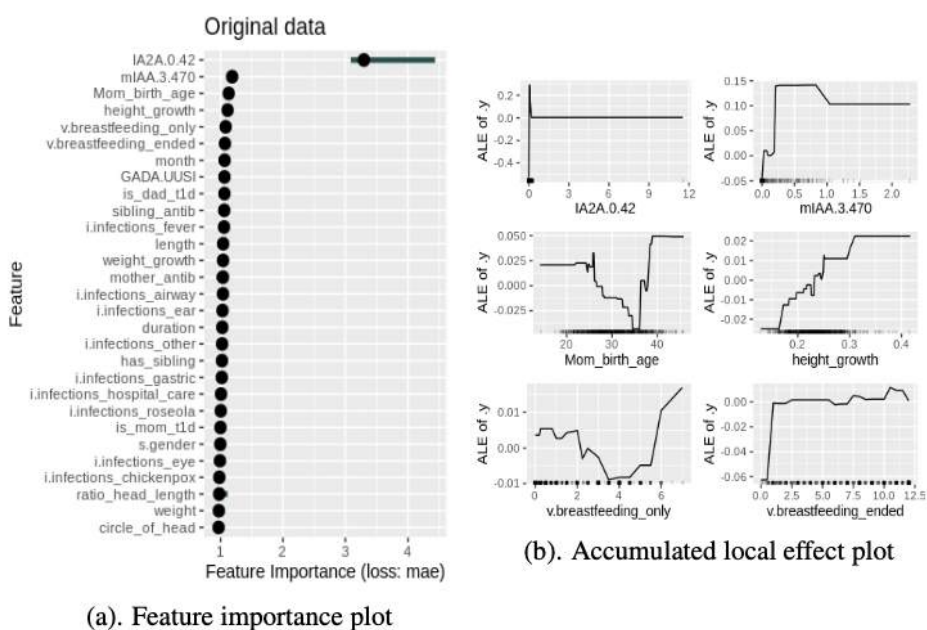 Original data
Feature
IA2A.0.42
mIAA.3.470
Mom_birth_age
height_growth
v.breastfeeding_only
v.breastfeeding_ended
month
GADA.UUSI
is_dad_t1d
sibling_antib
i.infections_fever
length
weight_growth
mother_antib
i.infections_airway
i.infections_ear
duration
i.infections_other
has_sibling
i.infections_gastric
i.infections_hospital_care
i.infections_roseola
is_mom_t1d
s.gender
i.infections_eye
i.infections_chickenpox
ratio_head_length
weight
circle_of_head
1 2 3 4
Feature Importance (loss: mae)
(a). Feature importance plot
ALE of .y
0.2
0.0
-0.2
-0.4
0 3 6 9 12
IA2A.0.42
ALE of .y
0.15
0.10
0.05
0.00
-0.05
0.0 0.5 1.0 1.5 2.0
mIAA.3.470
ALE of .y
0.050
0.025
0.000
-0.025
20 30 40
Mom_birth_age
ALE of .y
0.02
0.01
0.00
-0.01
-0.02
0.2 0.3 0.4
height_growth
ALE of .y
0.01
0.00
-0.01
0 2 4 6
v.breastfeeding_only
ALE of .y
0.00
-0.02
-0.04
-0.06
0.0 2.5 5.0 7.5 10.0 12.5
v.breastfeeding_ended
(b). Accumulated local effect plot